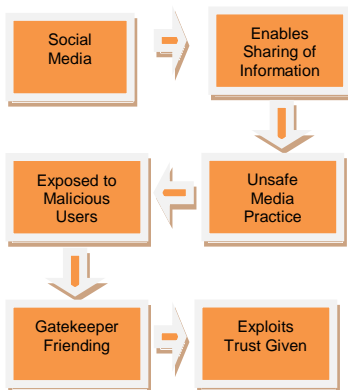 Social
Media
Enables
Sharing of
Information
Unsafe
Media
Practice
Exposed to
Malicious
Users
Gatekeeper
Friending
Exploits
Trust Given